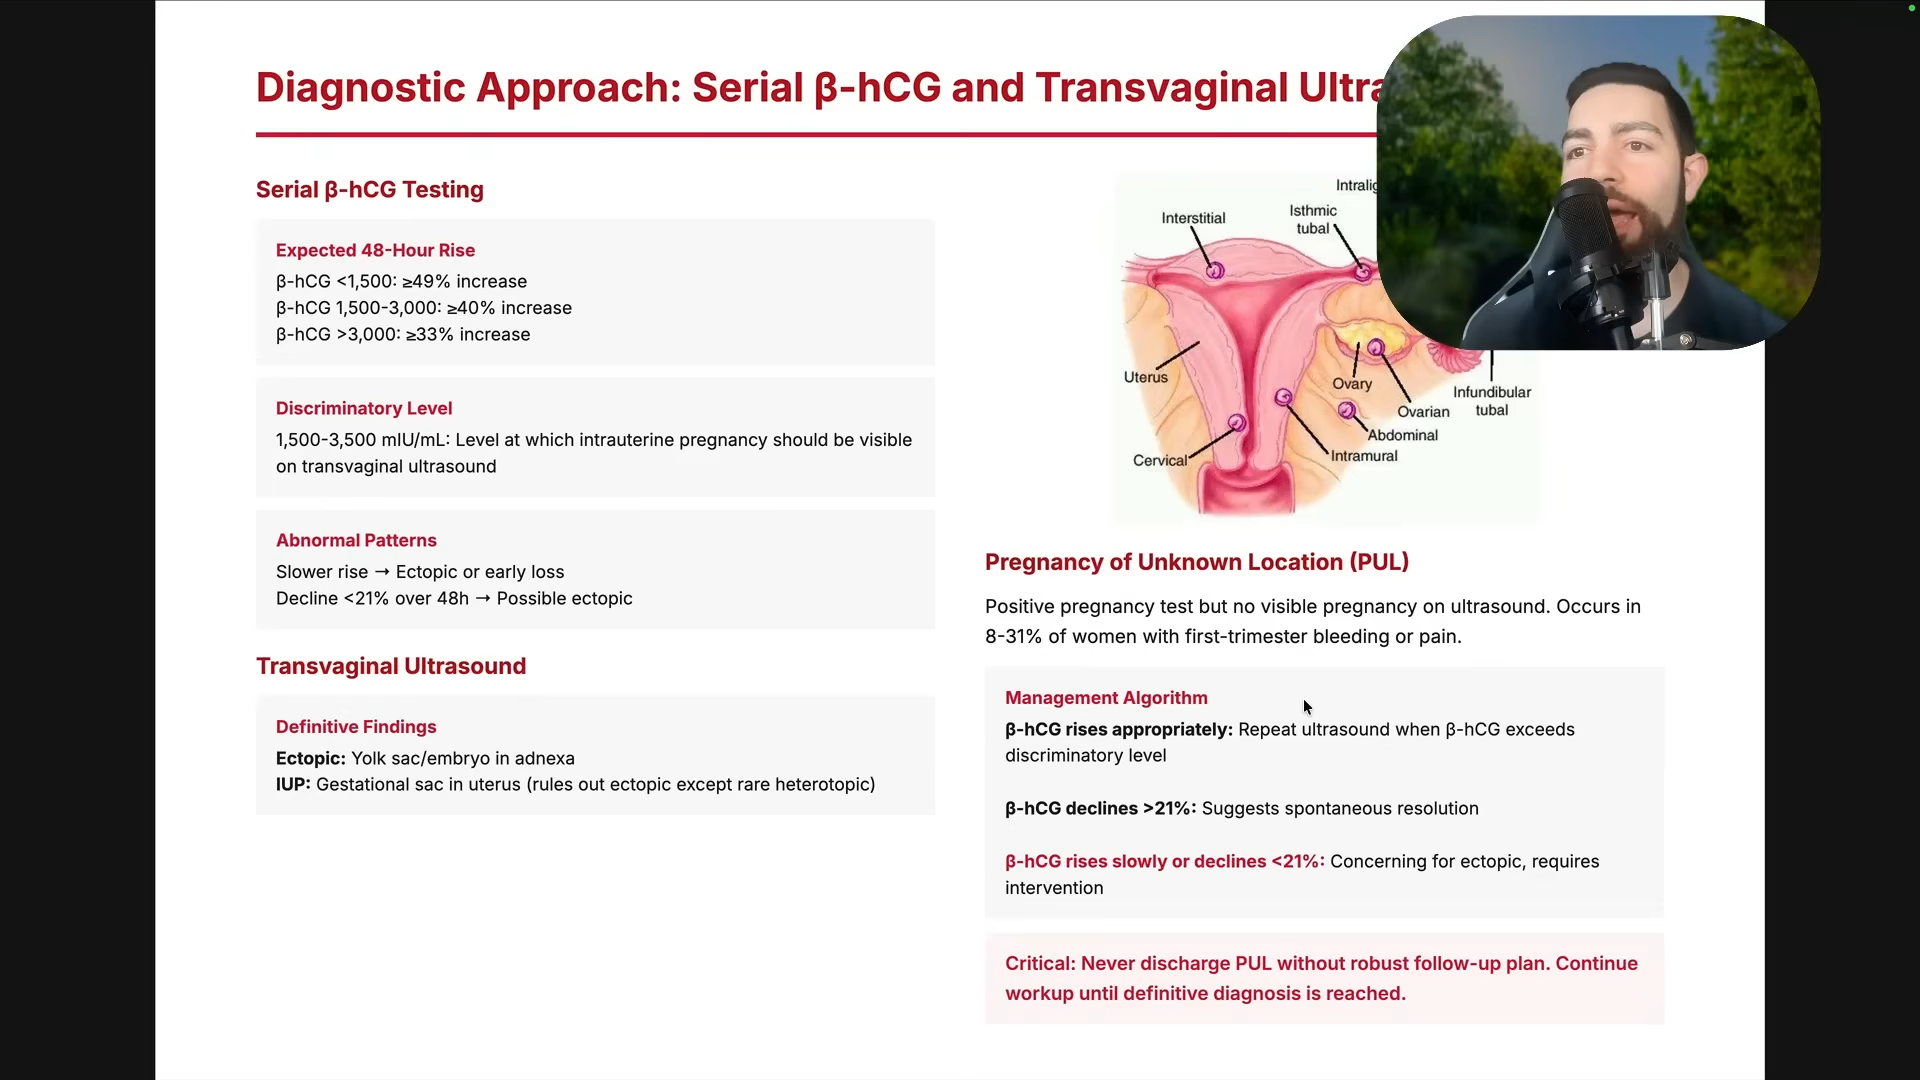 Diagnostic Approach: Serial β-hCG and Transvaginal
Serial β-hCG Testing
Expected 48-Hour Rise
β-hCG <1,500: ≥49% increase
β-hCG 1,500-3,000: ≥40% increase
β-hCG >3,000: ≥33% increase
Discriminatory Level
1,500-3,500 mIU/mL: Level at which intrauterine pregnancy should be visible
on transvaginal ultrasound
Abnormal Patterns
Slower rise → Ectopic or early loss
Decline <21% over 48h → Possible ectopic
Transvaginal Ultrasound
Definitive Findings
Ectopic: Yolk sac/embryo in adnexa
IUP: Gestational sac in uterus (rules out ectopic except rare heterotopic)
Interstitial
Isthmic
tubal
Uterus
Ovary
Infundibular
tubal
Ovarian
Abdominal
Intramural
Cervical
Pregnancy of Unknown Location (PUL)
Positive pregnancy test but no visible pregnancy on ultrasound. Occurs in
8-31% of women with first-trimester bleeding or pain.
Management Algorithm
β-hCG rises appropriately: Repeat ultrasound when β-hCG exceeds
discriminatory level
β-hCG declines >21%: Suggests spontaneous resolution
β-hCG rises slowly or declines <21%: Concerning for ectopic, requires
intervention
Critical: Never discharge PUL without robust follow-up plan. Continue
workup until definitive diagnosis is reached.